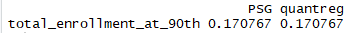 PSG quantreg
total_enrollment_at_90th 0.170767 0.170767